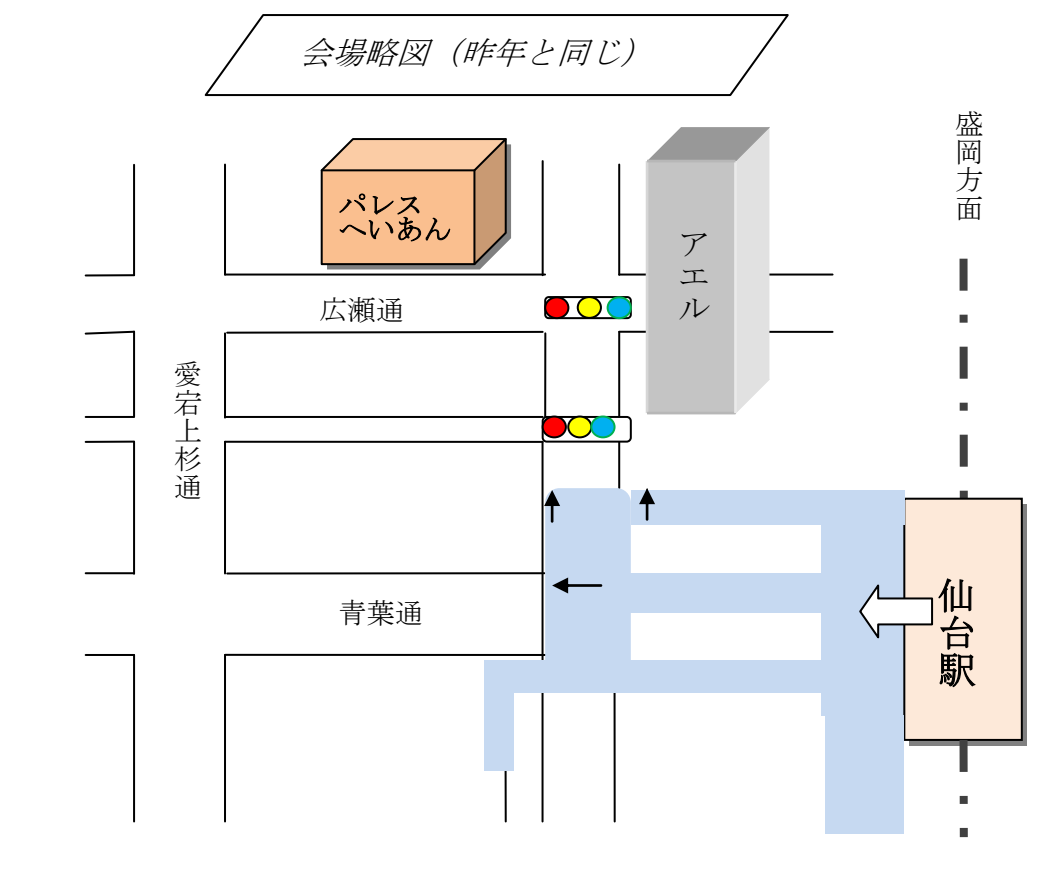 会場略図（昨年と同じ）
盛岡方面
パレス
へいあん
アエル
広瀬通
愛宕上杉通
青葉通
仙台駅